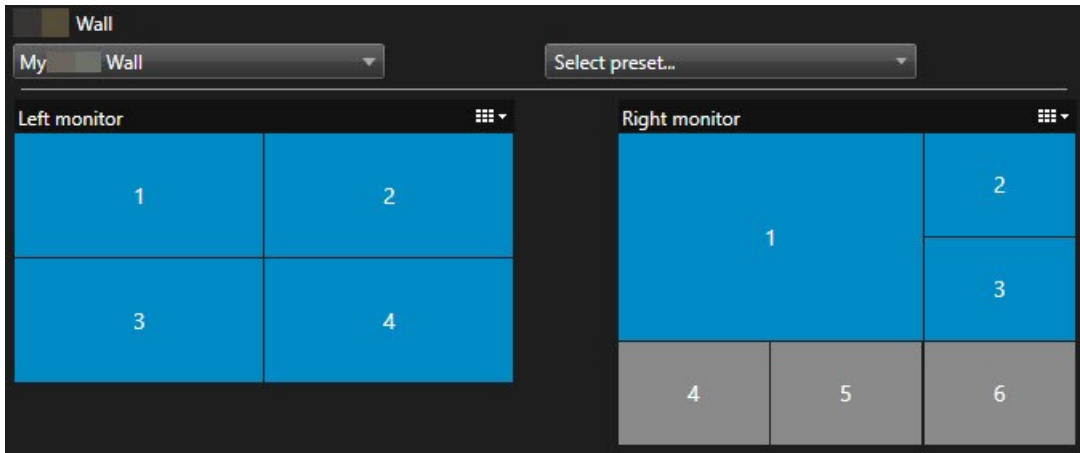 Wall
My Wall
Select preset...
Left monitor
1 2
3 4
Right monitor
1 2
3
4 5 6